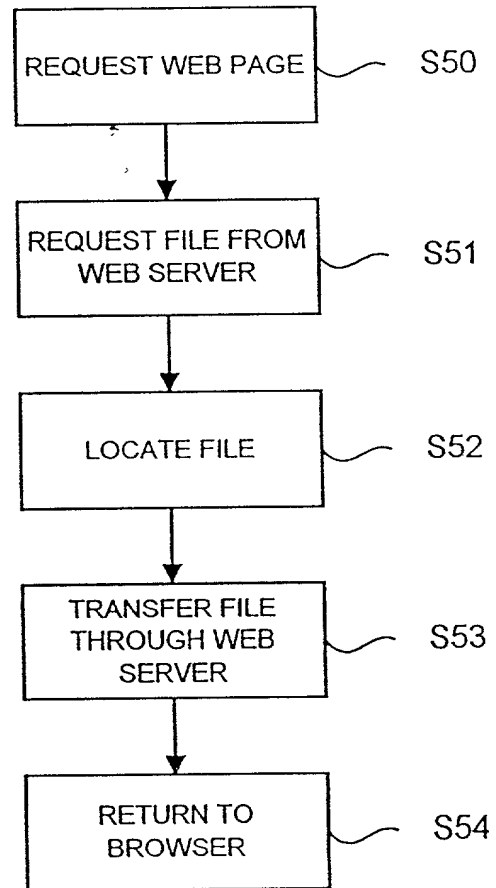 REQUEST WEB PAGE
S50
REQUEST FILE FROM
WEB SERVER
S51
LOCATE FILE
S52
TRANSFER FILE
THROUGH WEB
SERVER
S53
RETURN TO
BROWSER
S54